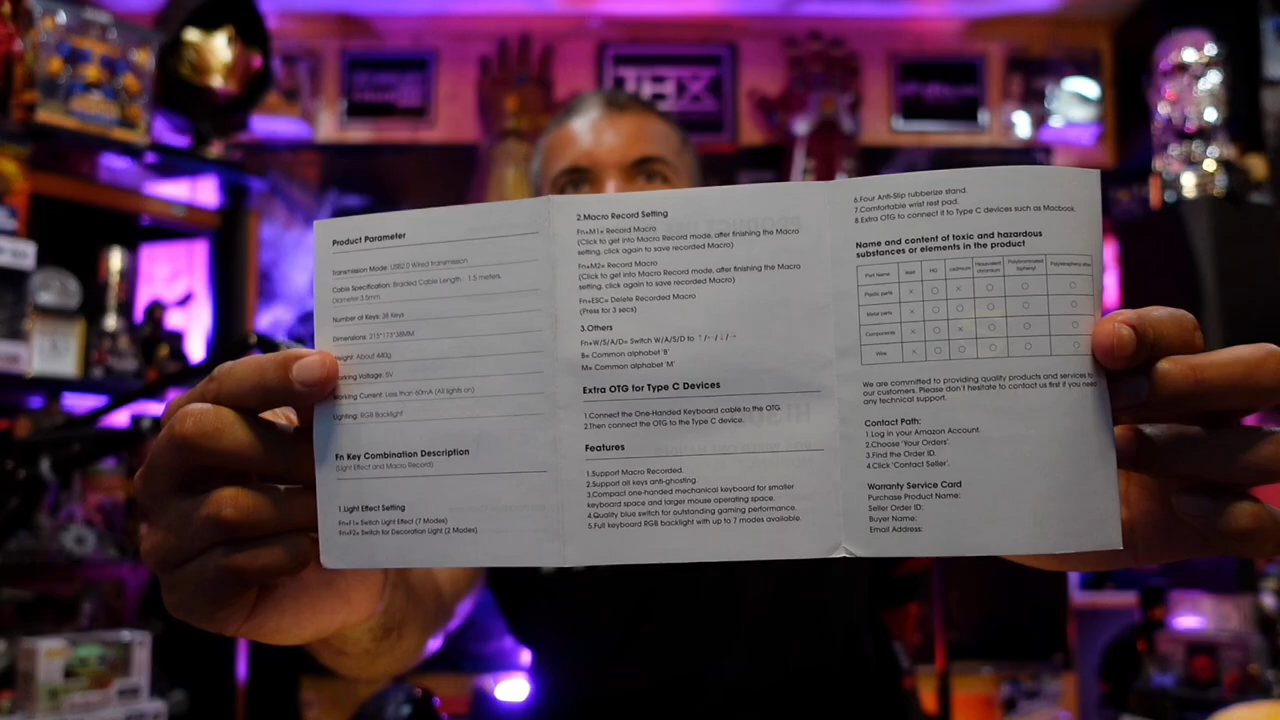 THX
Product Parameter
Transmission Mode: USB2.0 Wired transmission
Cable Specification: Braided Cable Length: 1.5 meters,
Diameter 3.5mm
Number of Keys: 38 Keys
Dimensions: 215*173*38MM
Weight: About 440g
Working Voltage: 5V
Working Current: Less than 60mA (All lights on)
Lighting: RGB Backlight
Fn Key Combination Description
(Light Effect and Macro Record)
1.Light Effect Setting
Fn+F1= Switch Light Effect (7 Modes)
Fn+F2= Switch for Decoration Light (2 Modes)
2.Macro Record Setting
Fn+M1= Record Macro
(Click to get into Macro Record mode, after finishing the Macro
setting, click again to save recorded Macro)
Fn+M2= Record Macro
(Click to get into Macro Record mode, after finishing the Macro
setting, click again to save recorded Macro)
Fn+ESC= Delete Recorded Macro
(Press for 3 secs)
3.Others
Fn+W/S/A/D= Switch W/A/S/D to ↑/←/↓/→
B= Common alphabet 'B'
M= Common alphabet 'M'
Extra OTG for Type C Devices
1.Connect the One-Handed Keyboard cable to the OTG.
2.Then connect the OTG to the Type C device.
Features
1.Support Macro Recorded.
2.Support all keys anti-ghosting.
3.Compact one-handed mechanical keyboard for smaller
keyboard space and larger mouse operating space.
4.Quality blue switch for outstanding gaming performance.
5.Full keyboard RGB backlight with up to 7 modes available.
6.Four Anti-Slip rubberize stand.
7.Comfortable wrist rest pad.
8.Extra OTG to connect it to Type C devices such as Macbook.
Name and content of toxic and hazardous
substances or elements in the product
Part Name lead HG cadmium Hexavalent chromium Polybrominated biphenyl
Plastic parts × ○ × ○ ○ ○
Metal parts × ○ ○ ○ ○ ○
Components × ○ × ○ ○ ○
Wire × ○ ○ ○ ○ ○
We are committed to providing quality products and services to
our customers. Please don't hesitate to contact us first if you need
any technical support.
Contact Path:
1.Log in your Amazon Account.
2.Choose 'Your Orders'.
3.Find the Order ID.
4.Click 'Contact Seller'.
Warranty Service Card
Purchase Product Name:
Seller Order ID:
Buyer Name:
Email Address: